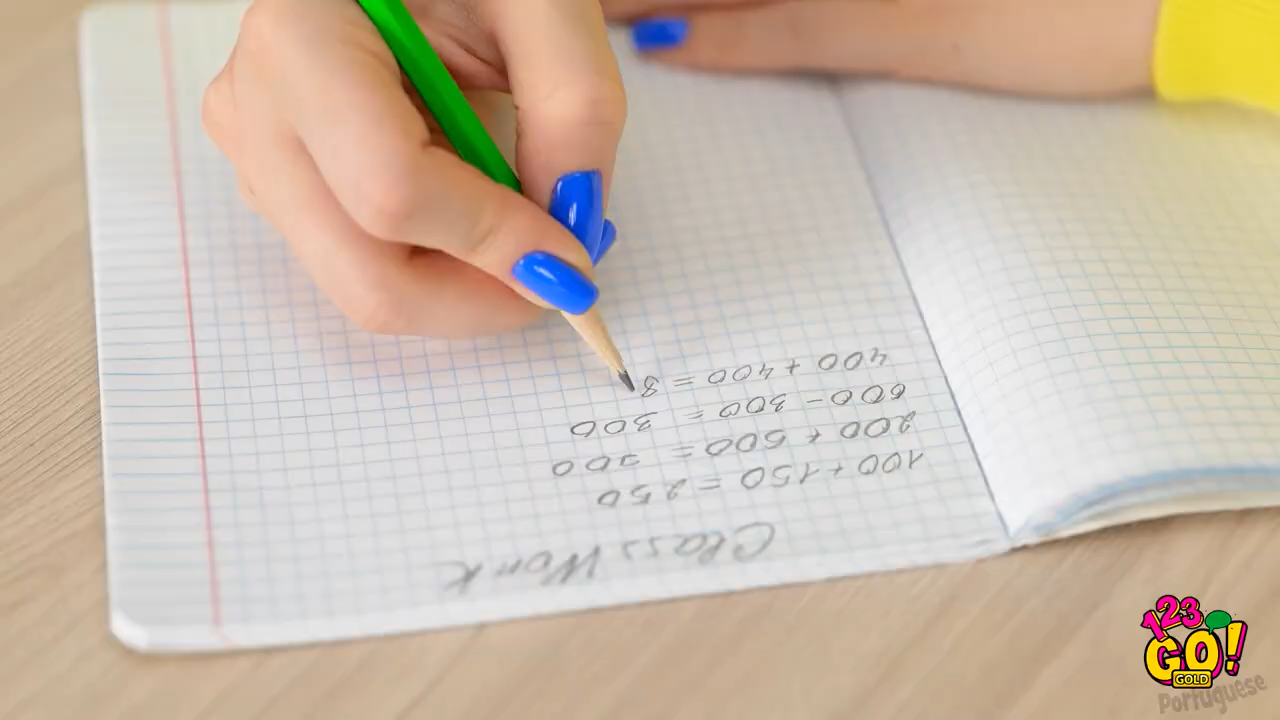 Class Work
100 + 150 = 250
200 + 500 = 700
600 - 300 = 300
400 + 400 = 8
123
GO!
GOLD
Portuguese